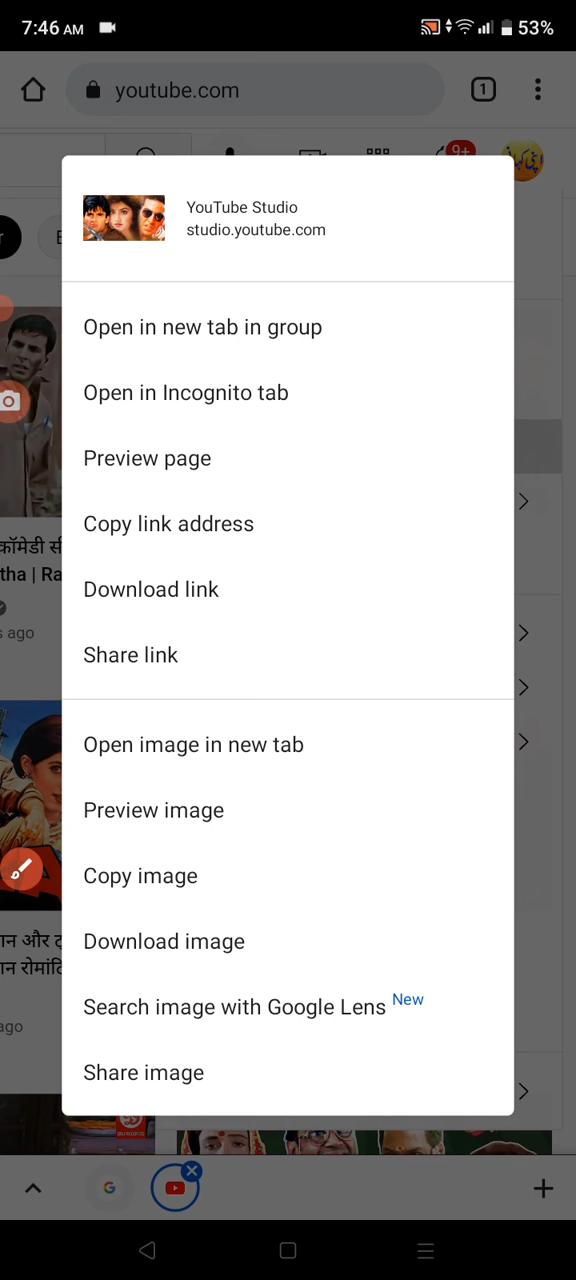 7:46 AM
53%
youtube.com
1
9+
YouTube Studio
studio.youtube.com
Open in new tab in group
Open in Incognito tab
Preview page
Copy link address
Download link
Share link
Open image in new tab
Preview image
Copy image
Download image
Search image with Google Lens New
Share image
कॉमेडी सी
tha | Ra
s ago
ान और
ान रोमांटि
ago
G